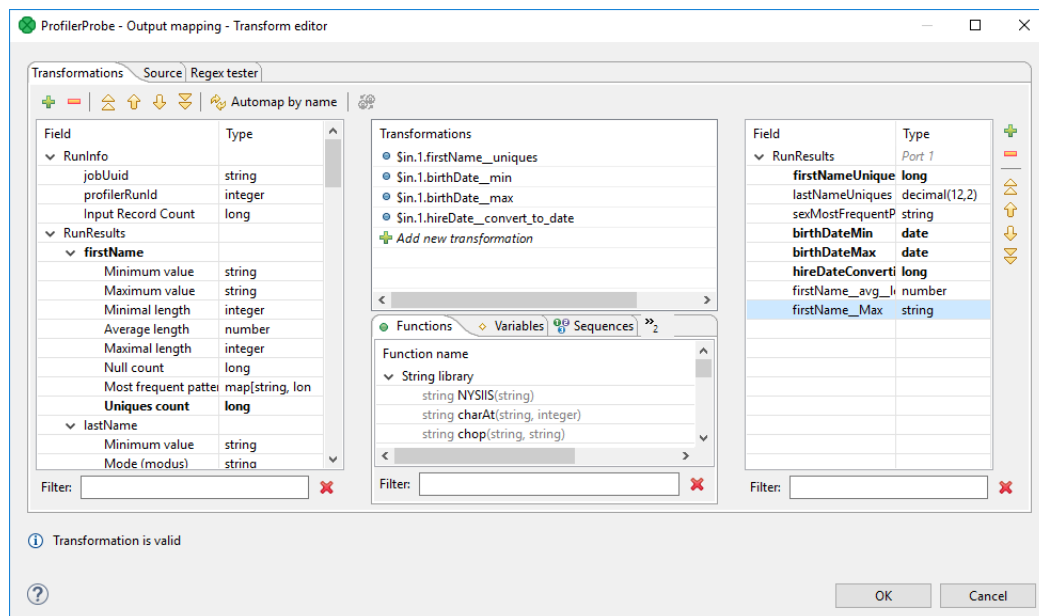 ProfilerProbe - Output mapping - Transform editor
Transformations Source Regex tester
Automap by name
Field Type
RunInfo
jobUuid string
profilerRunId integer
Input Record Count long
RunResults
firstName
Minimum value string
Maximum value string
Minimal length integer
Average length number
Maximal length integer
Null count long
Most frequent patter map[string, lon
Uniques count long
lastName
Minimum value string
Mode (modus) string
Filter:
Transformations
$in.1.firstName__uniques
$in.1.birthDate__min
$in.1.birthDate__max
$in.1.hireDate__convert_to_date
Add new transformation
Functions Variables Sequences »2
Function name
String library
string NYSIIS(string)
string charAt(string, integer)
string chop(string, string)
Filter:
Field Type
RunResults Port 1
firstNameUnique long
lastNameUniques decimal(12,2)
sexMostFrequentP string
birthDateMin date
birthDateMax date
hireDateConverti long
firstName__avg__le number
firstName__Max string
Filter:
Transformation is valid
OK Cancel